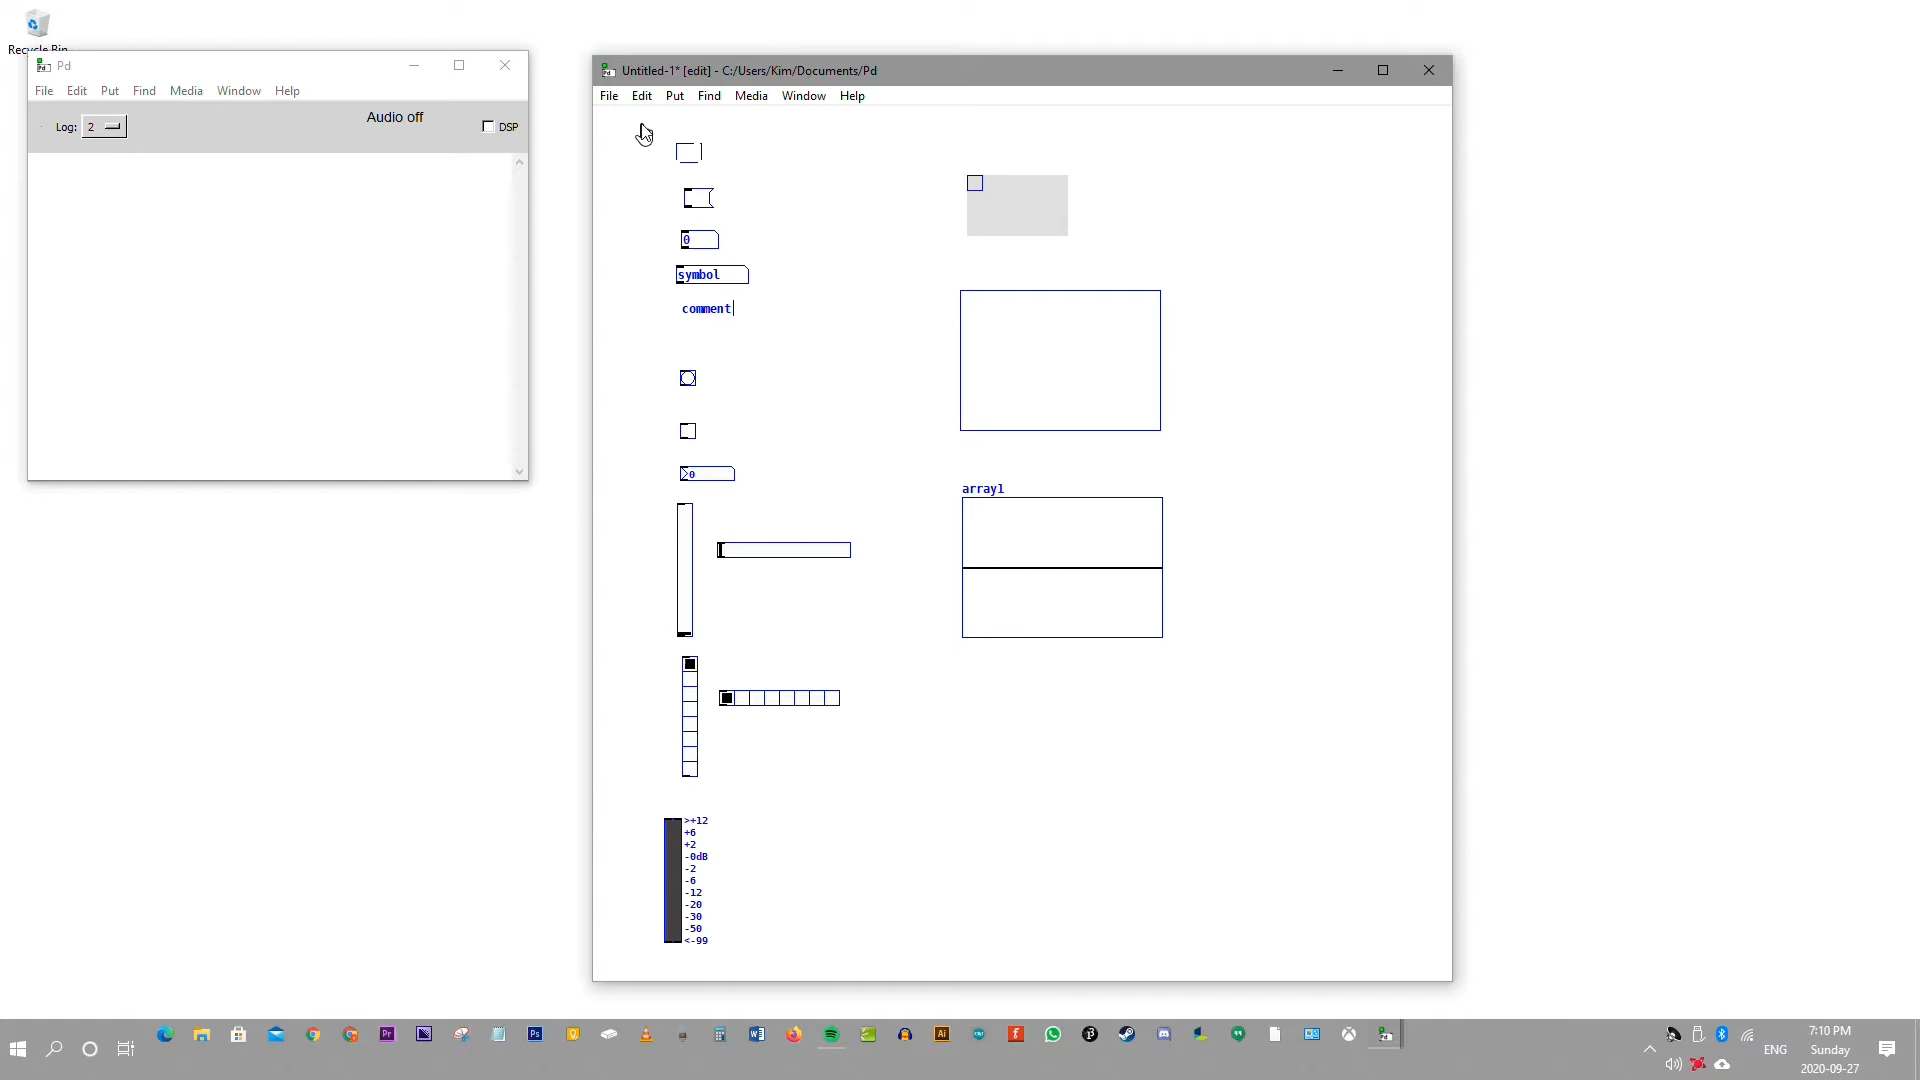 Recycle Bin
Pd
File Edit Put Find Media Window Help
Log: 2
Audio off
DSP
Untitled-1* [edit] - C:/Users/Kim/Documents/Pd
File Edit Put Find Media Window Help
0
symbol
comment
0
array1
>+12
+6
+2
-0dB
-2
-6
-12
-20
-30
-50
<-99
ENG
7:10 PM
Sunday
2020-09-27